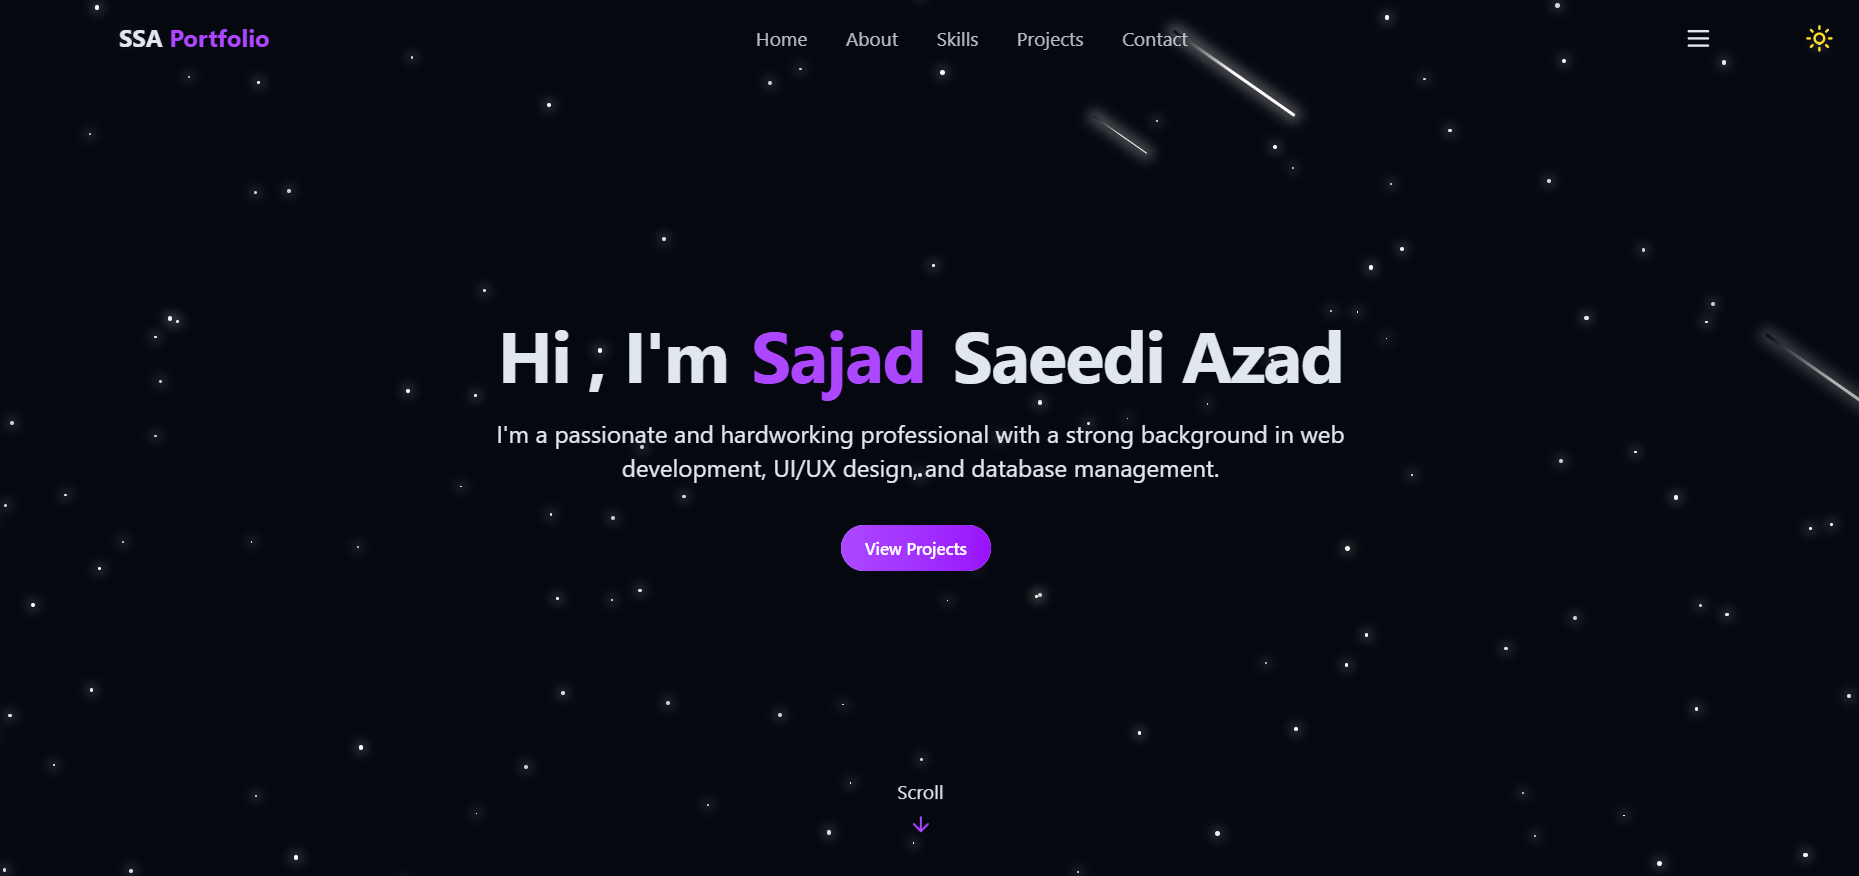 SSA Portfolio
Home About Skills Projects Contact
Hi ; I'm Sajad Saeedi Azad
I'm a passionate and hardworking professional with a strong background in web
development, UI/UX design, and database management.
View Projects
Scroll